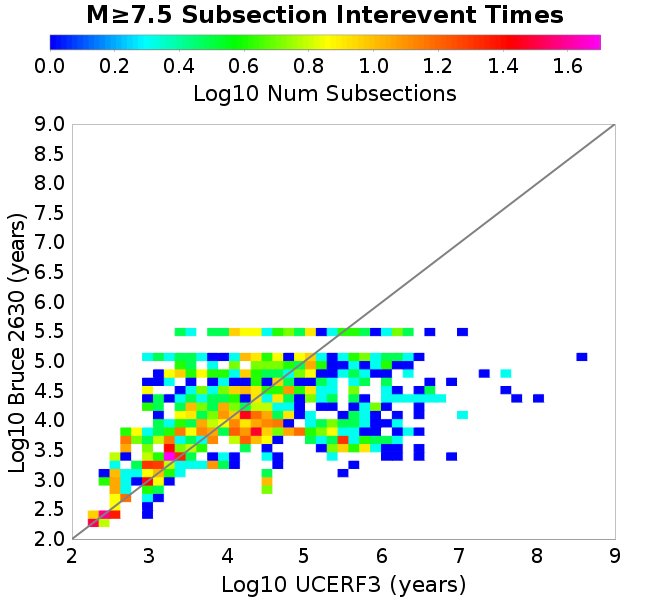 M≥7.5 Subsection Interevent Times
0.0 0.2 0.4 0.6 0.8 1.0 1.2 1.4 1.6
Log10 Num Subsections
9.0
8.5
8.0
7.5
7.0
6.5
6.0
5.5
5.0
4.5
4.0
3.5
3.0
2.5
2.0
Log10 Bruce 2630 (years)
2 3 4 5 6 7 8 9
Log10 UCERF3 (years)